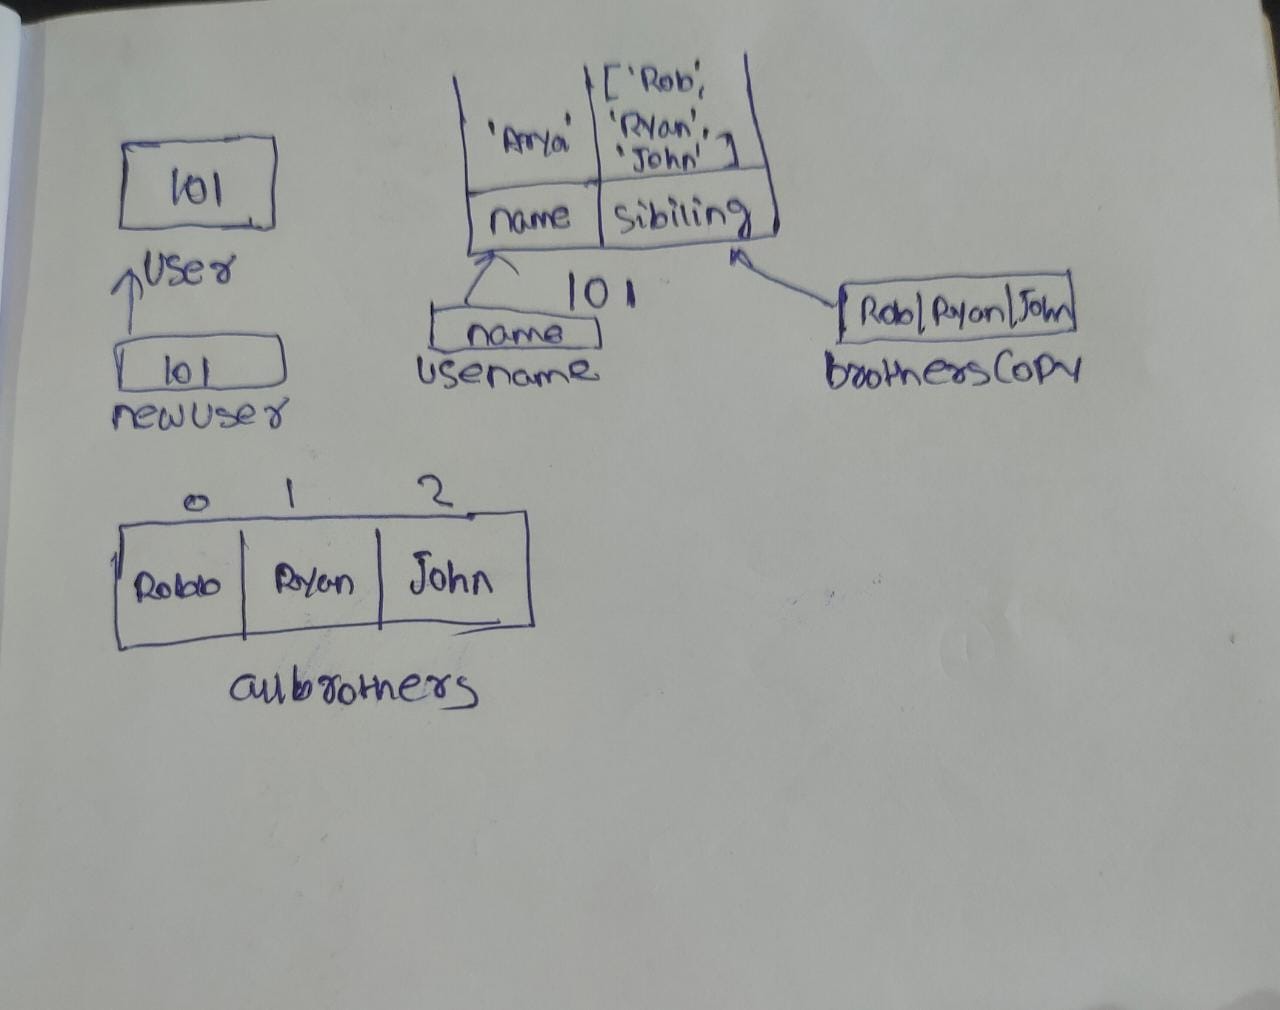 101
user
101
newuser
'Arya'
['Rob',
'Ryan',
'John']
name
sibiling
101
name
usename
Rob|Ryan|John
brothersCopy
0 1 2
Robb Ryan John
allbrothers